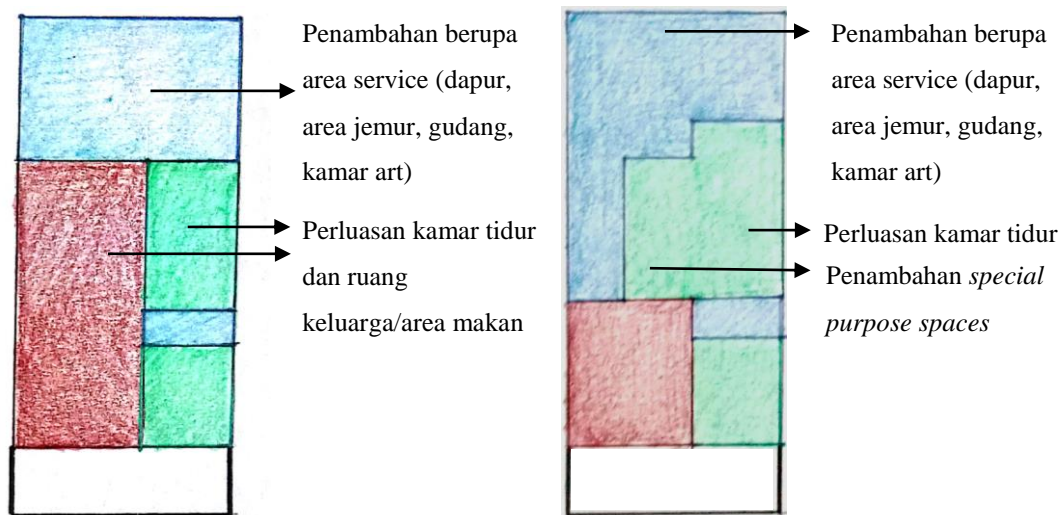 Penambahan berupa
area service (dapur,
area jemur, gudang,
kamar art)
Perluasan kamar tidur
dan ruang
keluarga/area makan
Penambahan berupa
area service (dapur,
area jemur, gudang,
kamar art)
Perluasan kamar tidur
Penambahan special
purpose spaces